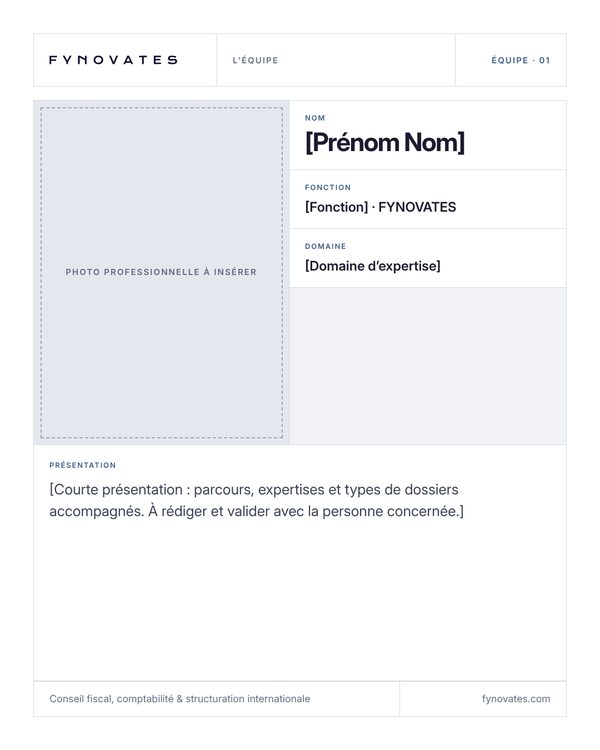 FYNOVATES
L'ÉQUIPE
ÉQUIPE · 01
PHOTO PROFESSIONNELLE À INSÉRER
NOM
[Prénom Nom]
FONCTION
[Fonction] · FYNOVATES
DOMAINE
[Domaine d’expertise]
PRÉSENTATION
[Courte présentation : parcours, expertises et types de dossiers
accompagnés. À rédiger et valider avec la personne concernée.]
Conseil fiscal, comptabilité & structuration internationale
fynovates.com